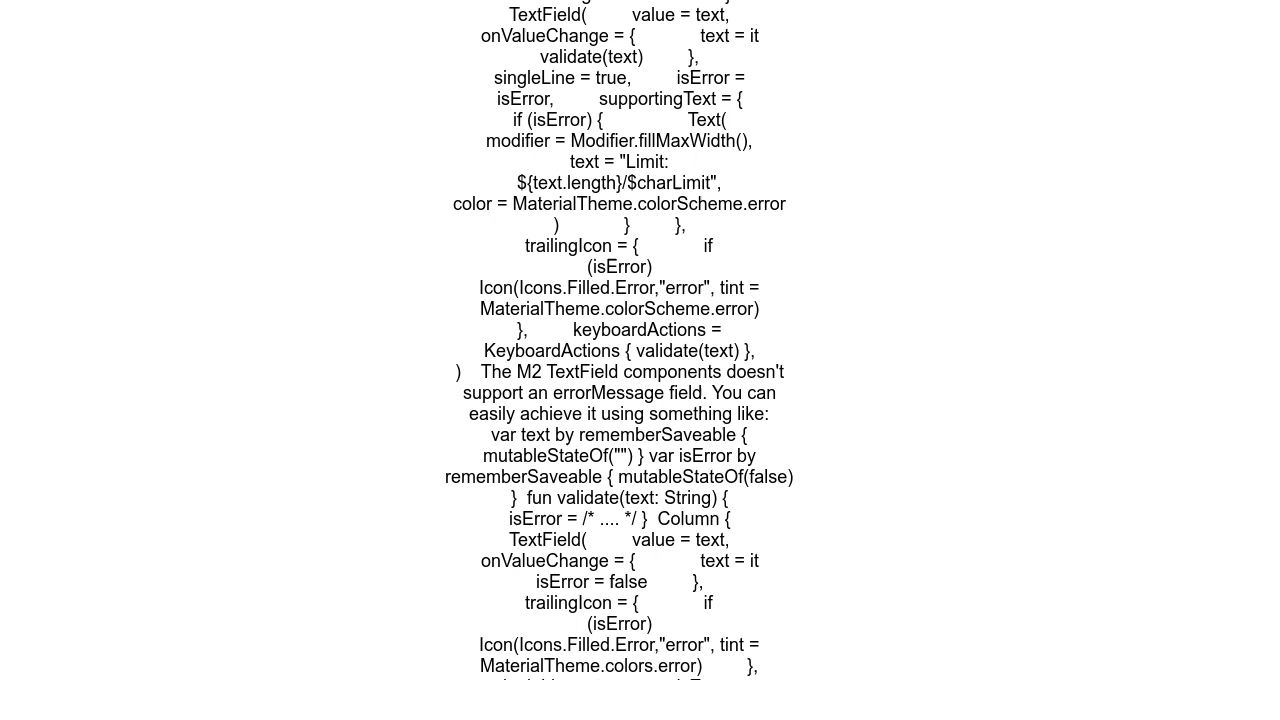 TextField(         value = text,
onValueChange = {             text = it
validate(text)         },
singleLine = true,         isError =
isError,         supportingText = {
if (isError) {                 Text(
modifier = Modifier.fillMaxWidth(),
text = "Limit:
${text.length}/$charLimit",
color = MaterialTheme.colorScheme.error
)             }         },
trailingIcon = {             if
(isError)
Icon(Icons.Filled.Error,"error", tint =
MaterialTheme.colorScheme.error)
},         keyboardActions =
KeyboardActions { validate(text) },
)    The M2 TextField components doesn't
support an errorMessage field. You can
easily achieve it using something like:
var text by rememberSaveable {
mutableStateOf("") } var isError by
rememberSaveable { mutableStateOf(false)
}  fun validate(text: String) {
isError = /* .... */ }  Column {
TextField(         value = text,
onValueChange = {             text = it
isError = false         },
trailingIcon = {             if
(isError)
Icon(Icons.Filled.Error,"error", tint =
MaterialTheme.colors.error)         },